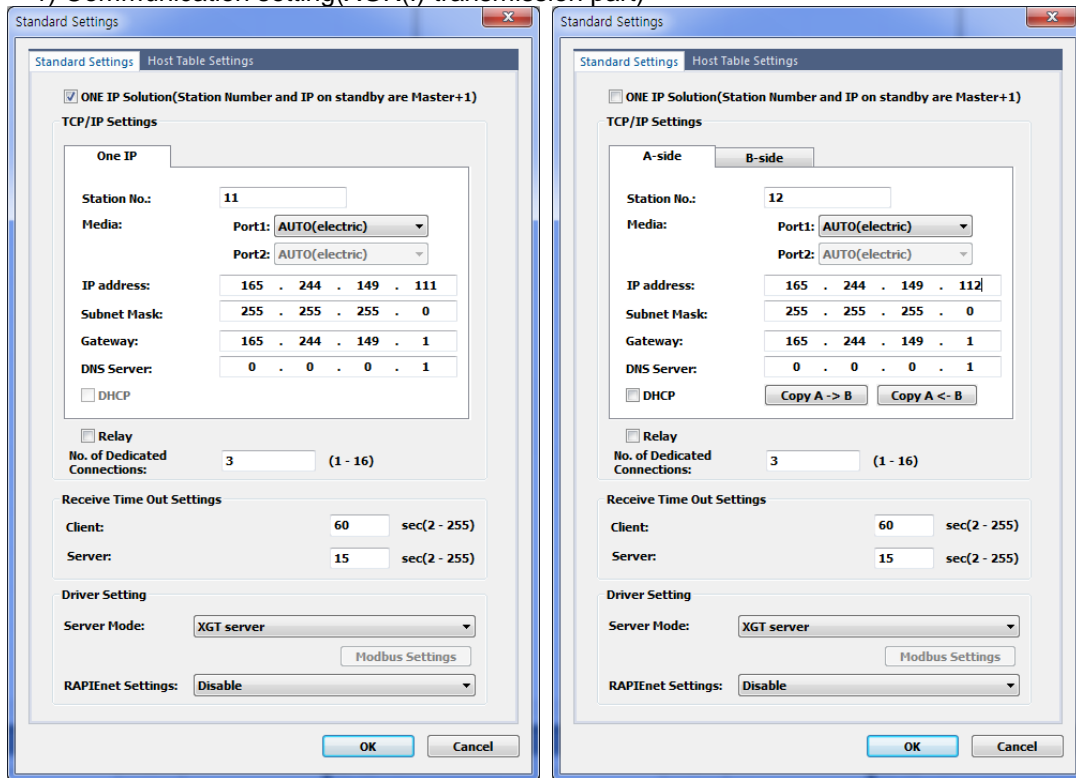 1) Communication setting(XGR(I) transmission part)
Standard Settings
Standard Settings Host Table Settings
ONE IP Solution(Station Number and IP on standby are Master+1)
TCP/IP Settings
One IP
Station No.: 11
Media: Port1: AUTO(electric)
Port2: AUTO(electric)
IP address: 165 . 244 . 149 . 111
Subnet Mask: 255 . 255 . 255 . 0
Gateway: 165 . 244 . 149 . 1
DNS Server: 0 . 0 . 0 . 1
DHCP
Relay
No. of Dedicated
Connections: 3 (1 - 16)
Receive Time Out Settings
Client: 60 sec(2 - 255)
Server: 15 sec(2 - 255)
Driver Setting
Server Mode: XGT server
Modbus Settings
RAPIEnet Settings: Disable
OK Cancel
Standard Settings
Standard Settings Host Table Settings
ONE IP Solution(Station Number and IP on standby are Master+1)
TCP/IP Settings
A-side B-side
Station No.: 12
Media: Port1: AUTO(electric)
Port2: AUTO(electric)
IP address: 165 . 244 . 149 . 112
Subnet Mask: 255 . 255 . 255 . 0
Gateway: 165 . 244 . 149 . 1
DNS Server: 0 . 0 . 0 . 1
DHCP Copy A -> B Copy A <- B
Relay
No. of Dedicated
Connections: 3 (1 - 16)
Receive Time Out Settings
Client: 60 sec(2 - 255)
Server: 15 sec(2 - 255)
Driver Setting
Server Mode: XGT server
Modbus Settings
RAPIEnet Settings: Disable
OK Cancel